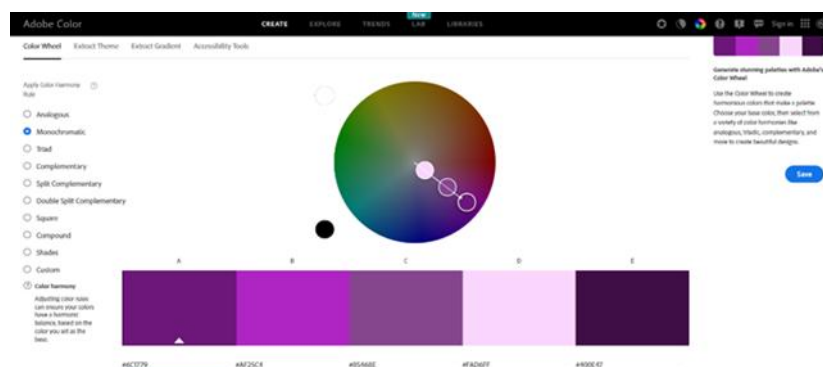 Adobe Color
CREATE EXPLORE TRENDS LAB LIBRARIES
New
Sign in
Color Wheel Extract Theme Extract Gradient Accessibility Tools
Apply Color Harmony
Rule
Analogous
Monochromatic
Triad
Complementary
Split Complementary
Double Split Complementary
Square
Compound
Shades
Custom
Color harmony
Adjusting color rules
can ensure your colors
have a harmonic
balance, based on the
color you set as the
base.
Generate stunning palettes with Adobe's
Color Wheel
Use the Color Wheel to create
harmonious colors that make a palette.
Choose your base color, then select from
a variety of color harmonies like
analogous, triadic, complementary, and
more to create beautiful designs.
Save
A B C D E